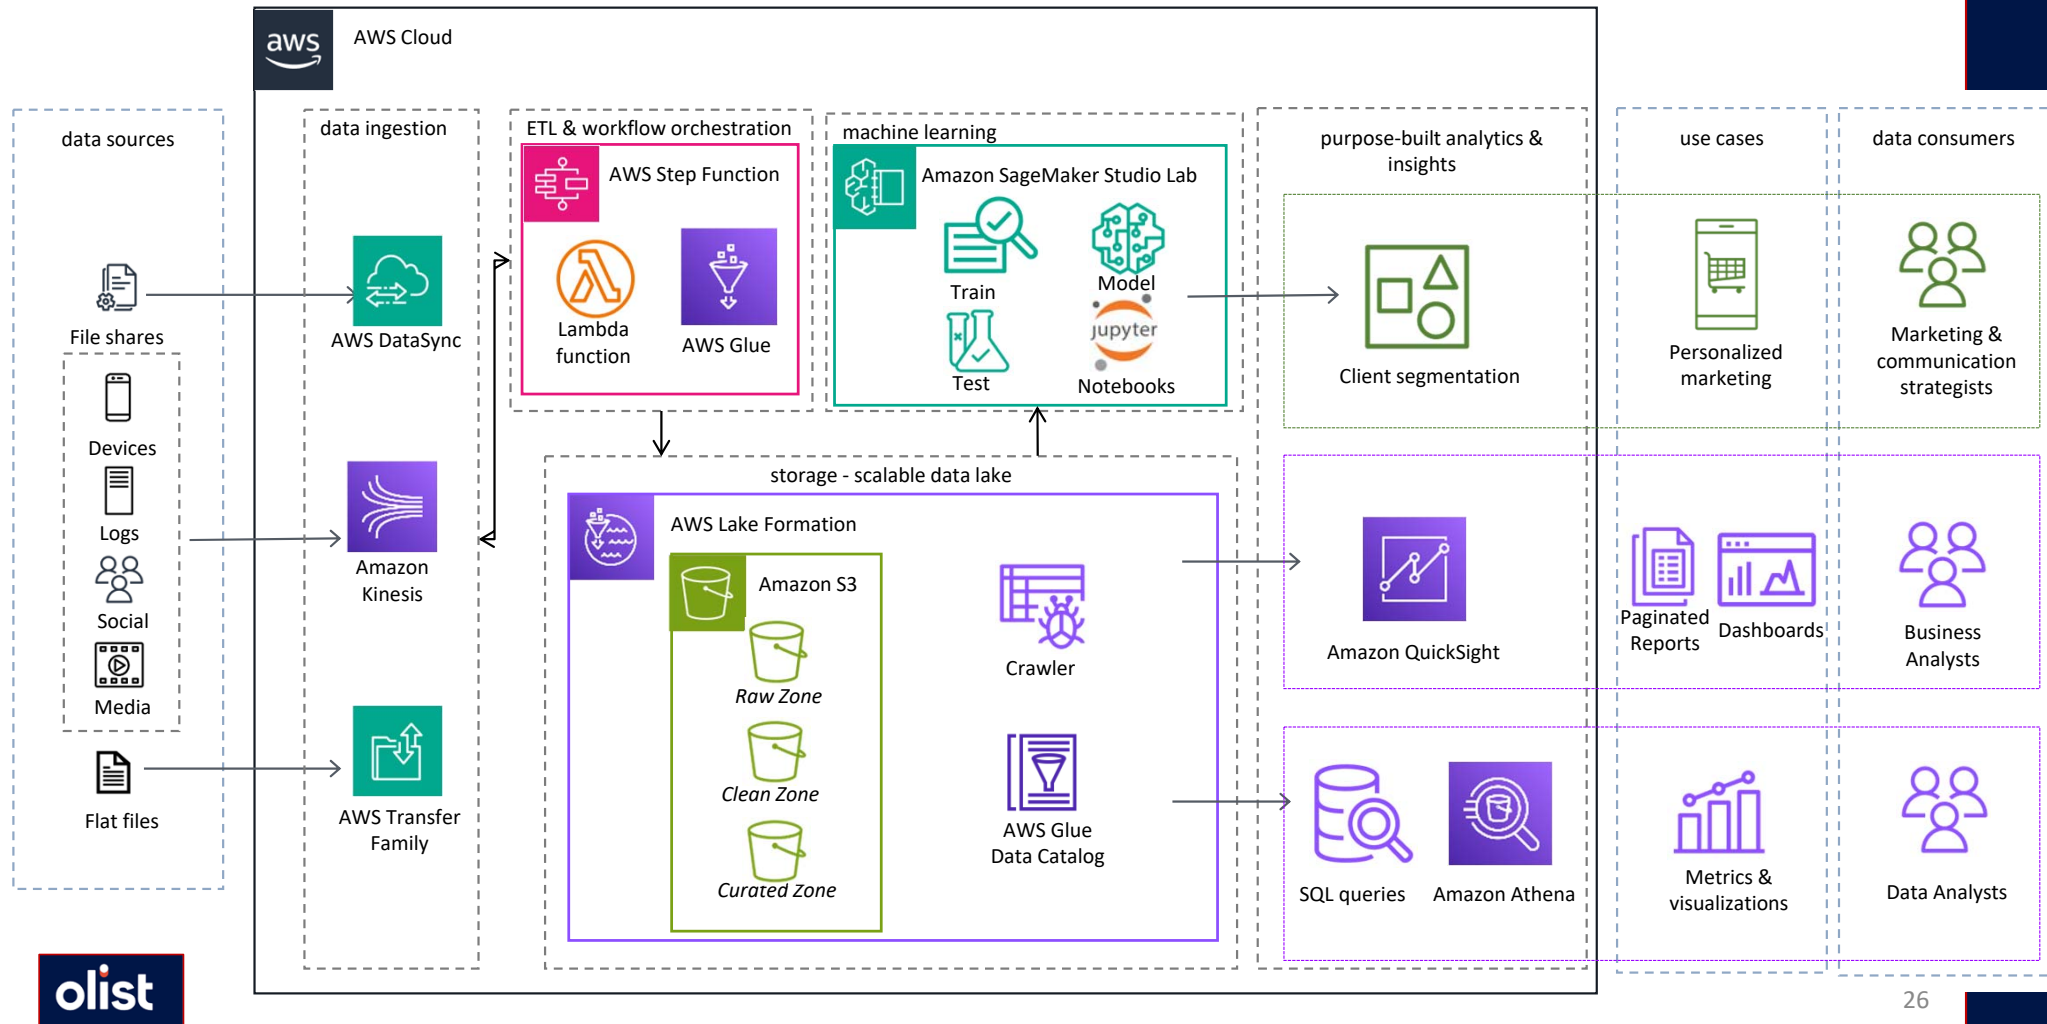 aws
AWS Cloud
data sources
File shares
Devices
Logs
Social
Media
Flat files
data ingestion
AWS DataSync
Amazon
Kinesis
AWS Transfer
Family
ETL & workflow orchestration
AWS Step Function
Lambda
function
AWS Glue
machine learning
Amazon SageMaker Studio Lab
Train
Model
Test
jupyter
Notebooks
storage - scalable data lake
AWS Lake Formation
Amazon S3
Raw Zone
Clean Zone
Curated Zone
Crawler
AWS Glue
Data Catalog
purpose-built analytics &
insights
Client segmentation
Amazon QuickSight
SQL queries
Amazon Athena
use cases
Personalized
marketing
Paginated
Reports
Dashboards
Metrics &
visualizations
data consumers
Marketing &
communication
strategists
Business
Analysts
Data Analysts
olist
26